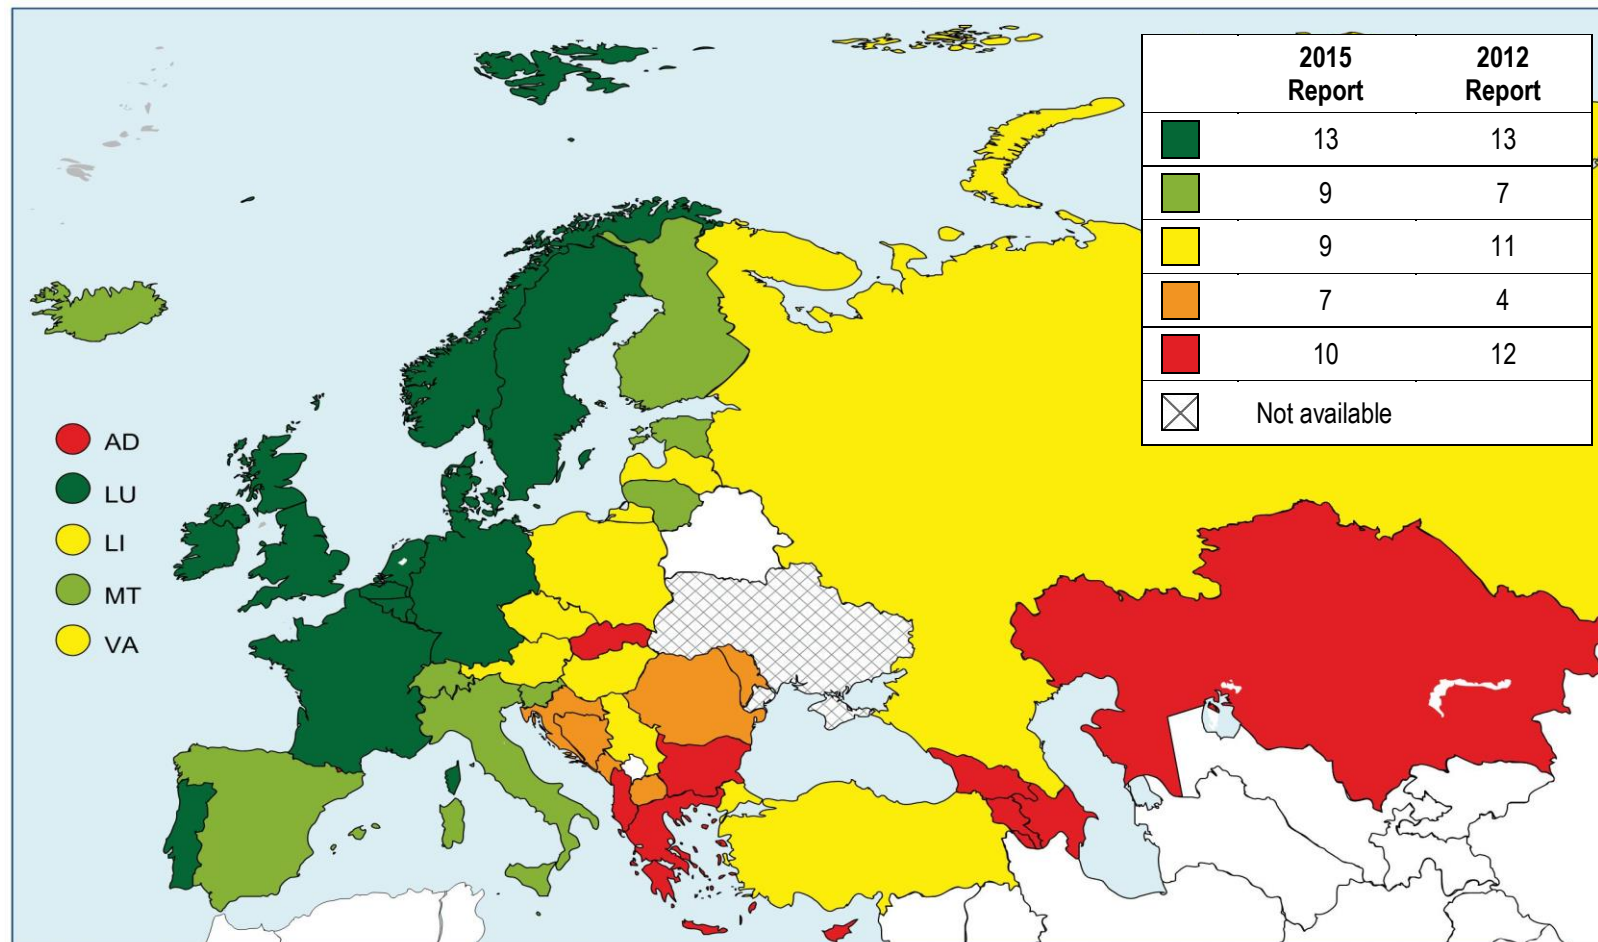 2015 2012
Report Report
13 13
9 7
9 11
7 4
10 12
Not available
AD
LU
LI
MT
VA